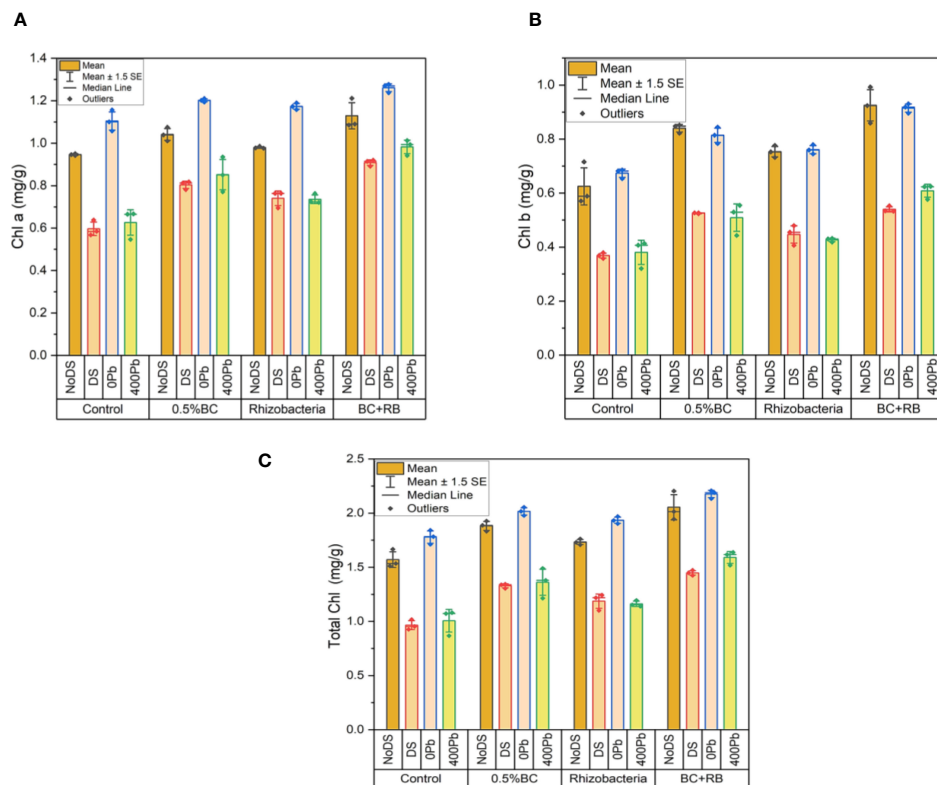 A
Chl a (mg/g)
1.4
1.2
1.0
0.8
0.6
0.4
0.2
0.0
Mean
Mean ± 1.5 SE
Median Line
Outliers
NoDS DS 0Pb 400Pb NoDS DS 0Pb 400Pb NoDS DS 0Pb 400Pb NoDS DS 0Pb 400Pb
Control 0.5%BC Rhizobacteria BC+RB
B
Chl b (mg/g)
1.0
0.8
0.6
0.4
0.2
0.0
Mean
Mean ± 1.5 SE
Median Line
Outliers
NoDS DS 0Pb 400Pb NoDS DS 0Pb 400Pb NoDS DS 0Pb 400Pb NoDS DS 0Pb 400Pb
Control 0.5%BC Rhizobacteria BC+RB
C
Total Chl (mg/g)
2.5
2.0
1.5
1.0
0.5
0.0
Mean
Mean ± 1.5 SE
Median Line
Outliers
NoDS DS 0Pb 400Pb NoDS DS 0Pb 400Pb NoDS DS 0Pb 400Pb NoDS DS 0Pb 400Pb
Control 0.5%BC Rhizobacteria BC+RB